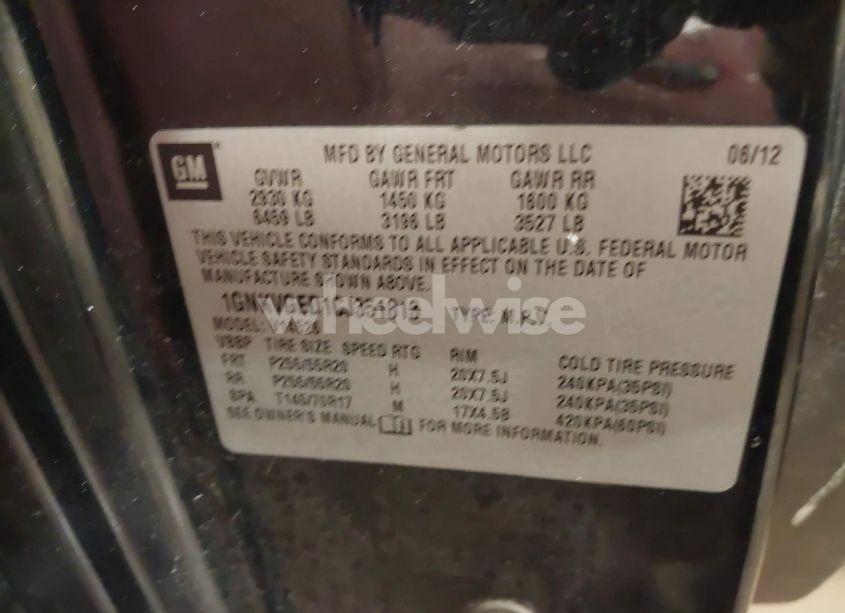 GM MFD BY GENERAL MOTORS LLC 06/12
GVWR GAWR FRT GAWR RR
2930 KG 1450 KG 1600 KG
6459 LB 3196 LB 3527 LB
THIS VEHICLE CONFORMS TO ALL APPLICABLE U.S. FEDERAL MOTOR
VEHICLE SAFETY STANDARDS IN EFFECT ON THE DATE OF
MANUFACTURE SHOWN ABOVE.
wheelwise
TYPE: M.P.V.
MODEL:
TIRE SIZE SPEED RTG RIM COLD TIRE PRESSURE
FRT P255/55R20 H 20X7.5J 240KPA(35PSI)
RR P255/55R20 H 20X7.5J 240KPA(35PSI)
SPA T145/70R17 M 17X4.5B 420KPA(60PSI)
SEE OWNER'S MANUAL FOR MORE INFORMATION.